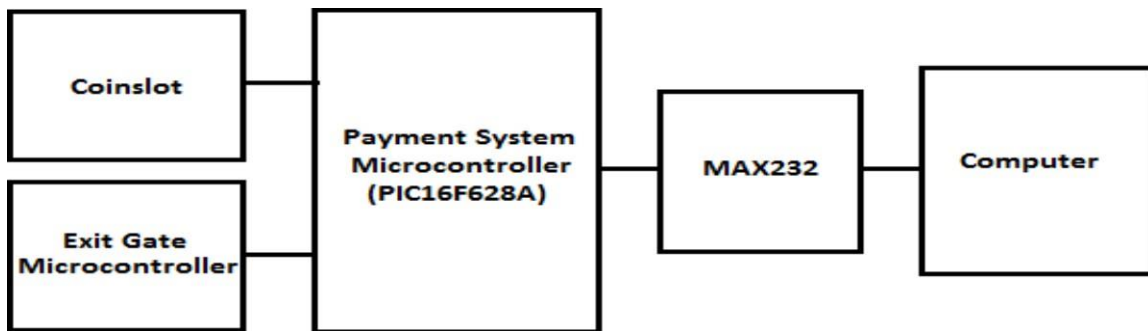 Coinslot
Exit Gate
Microcontroller
Payment System
Microcontroller
(PIC16F628A)
MAX232
Computer